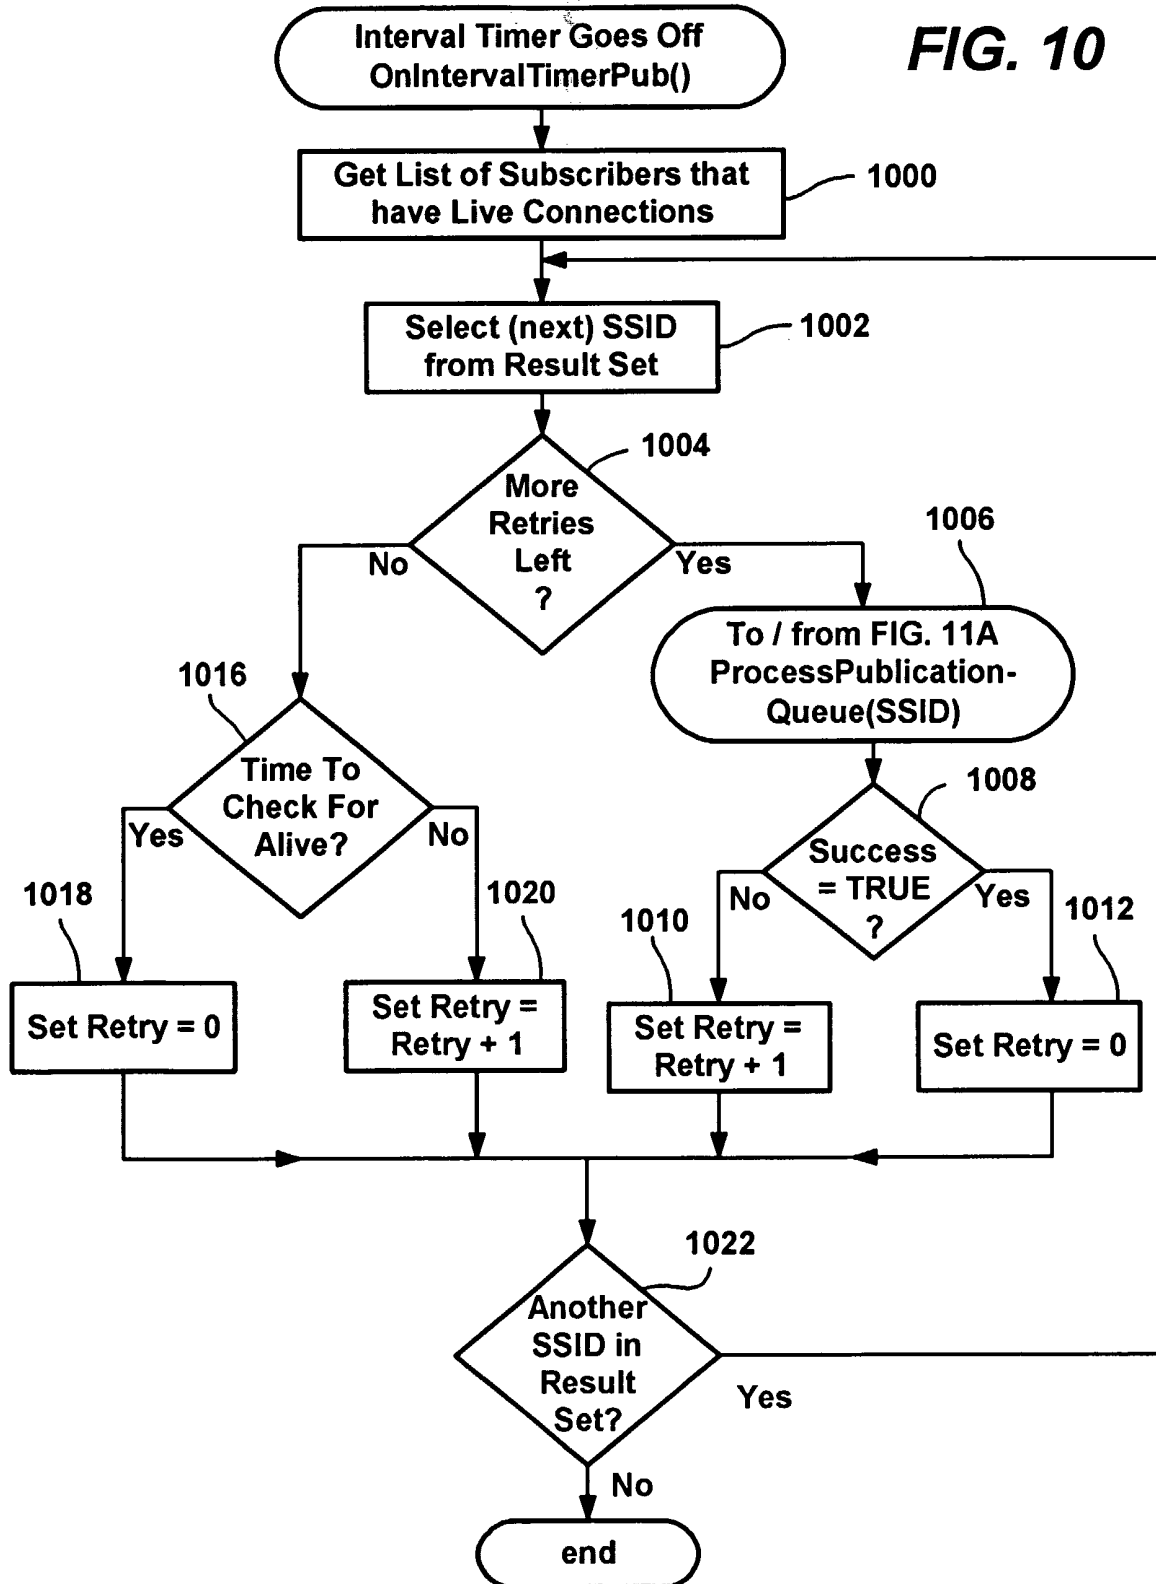 Interval Timer Goes Off
OnIntervalTimerPub()
FIG. 10
Get List of Subscribers that
have Live Connections
1000
Select (next) SSID
from Result Set
1002
1004
More
Retries
Left
?
No
Yes
1006
To / from FIG. 11A
ProcessPublication-
Queue(SSID)
1016
Time To
Check For
Alive?
Yes
No
1008
Success
= TRUE
?
No
Yes
1018
Set Retry = 0
1020
Set Retry =
Retry + 1
1010
Set Retry =
Retry + 1
1012
Set Retry = 0
1022
Another
SSID in
Result
Set?
Yes
No
end